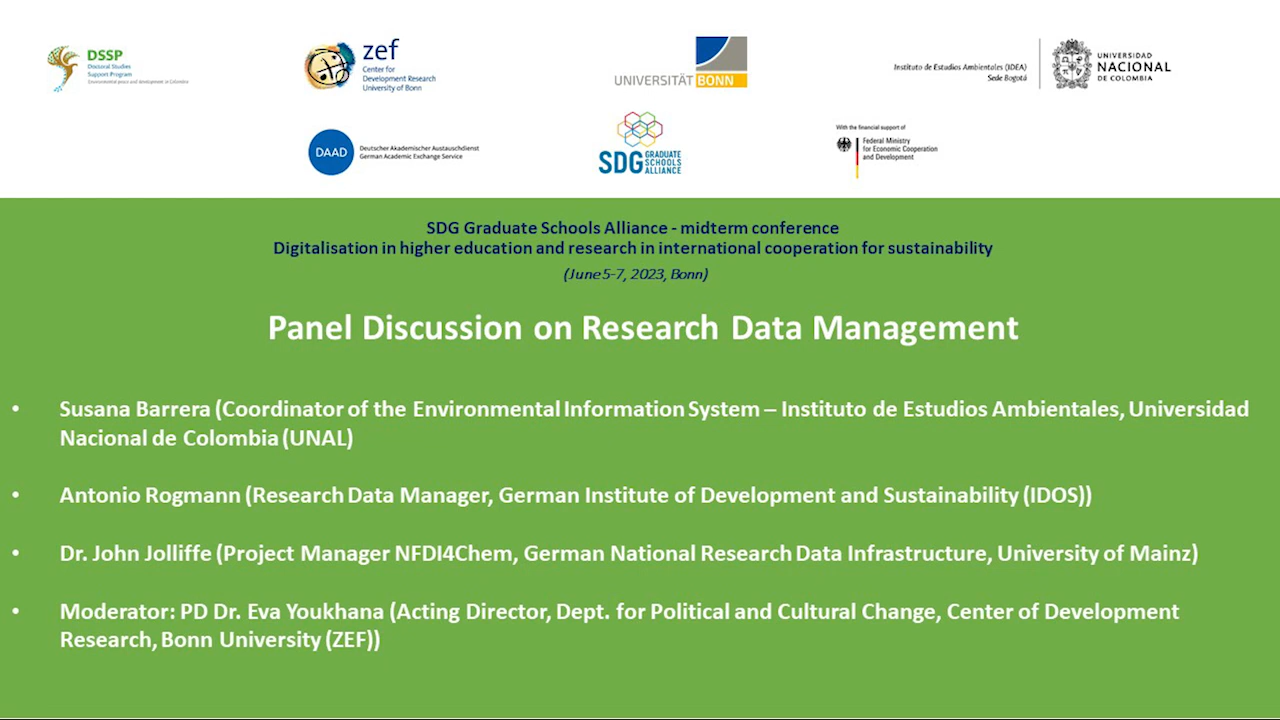 DSSP
Doctoral Studies
Support Program
Environmental peace and development in Colombia
zef
Center for
Development Research
University of Bonn
UNIVERSITÄT BONN
Instituto de Estudios Ambientales (IDEA)
Sede Bogotá
UNIVERSIDAD
NACIONAL
DE COLOMBIA
DAAD
Deutscher Akademischer Austauschdienst
German Academic Exchange Service
SDG GRADUATE
SCHOOLS
ALLIANCE
With the financial support of
Federal Ministry
for Economic Cooperation
and Development
SDG Graduate Schools Alliance - midterm conference
Digitalisation in higher education and research in international cooperation for sustainability
(June 5-7, 2023, Bonn)
Panel Discussion on Research Data Management
• Susana Barrera (Coordinator of the Environmental Information System – Instituto de Estudios Ambientales, Universidad
Nacional de Colombia (UNAL)
• Antonio Rogmann (Research Data Manager, German Institute of Development and Sustainability (IDOS))
• Dr. John Jolliffe (Project Manager NFDI4Chem, German National Research Data Infrastructure, University of Mainz)
• Moderator: PD Dr. Eva Youkhana (Acting Director, Dept. for Political and Cultural Change, Center of Development
Research, Bonn University (ZEF))